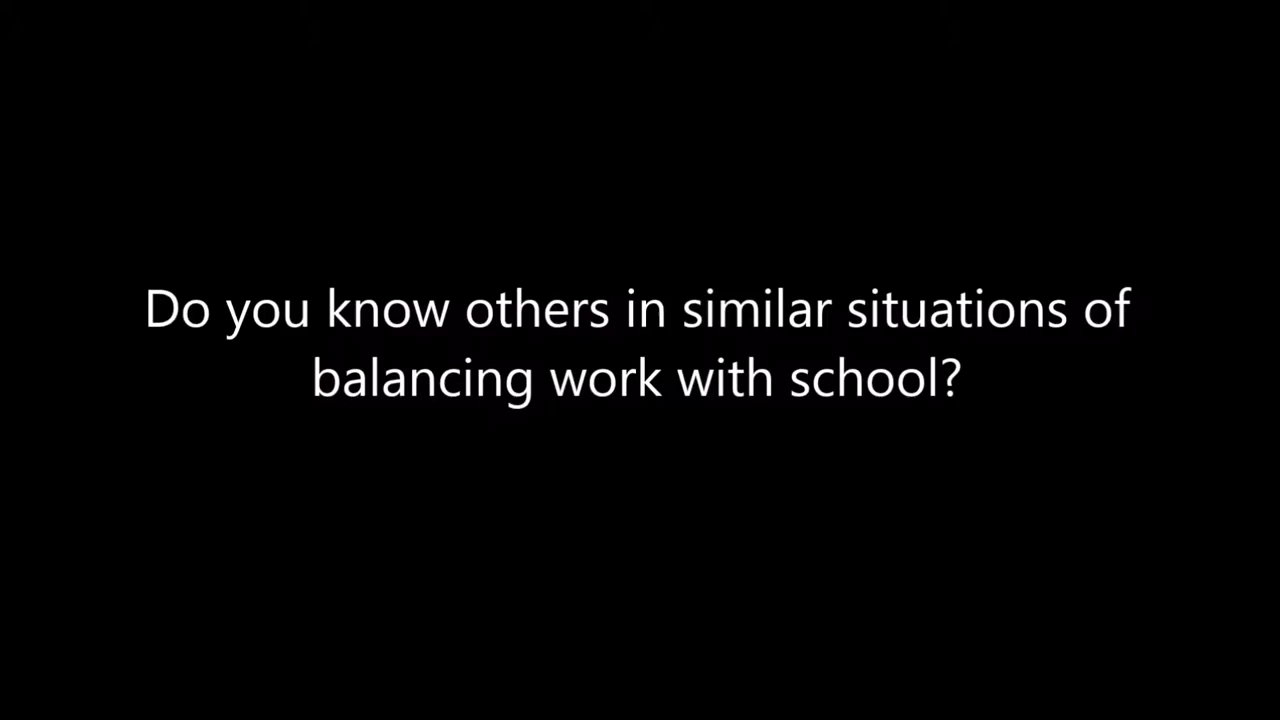 Do you know others in similar situations of
balancing work with school?